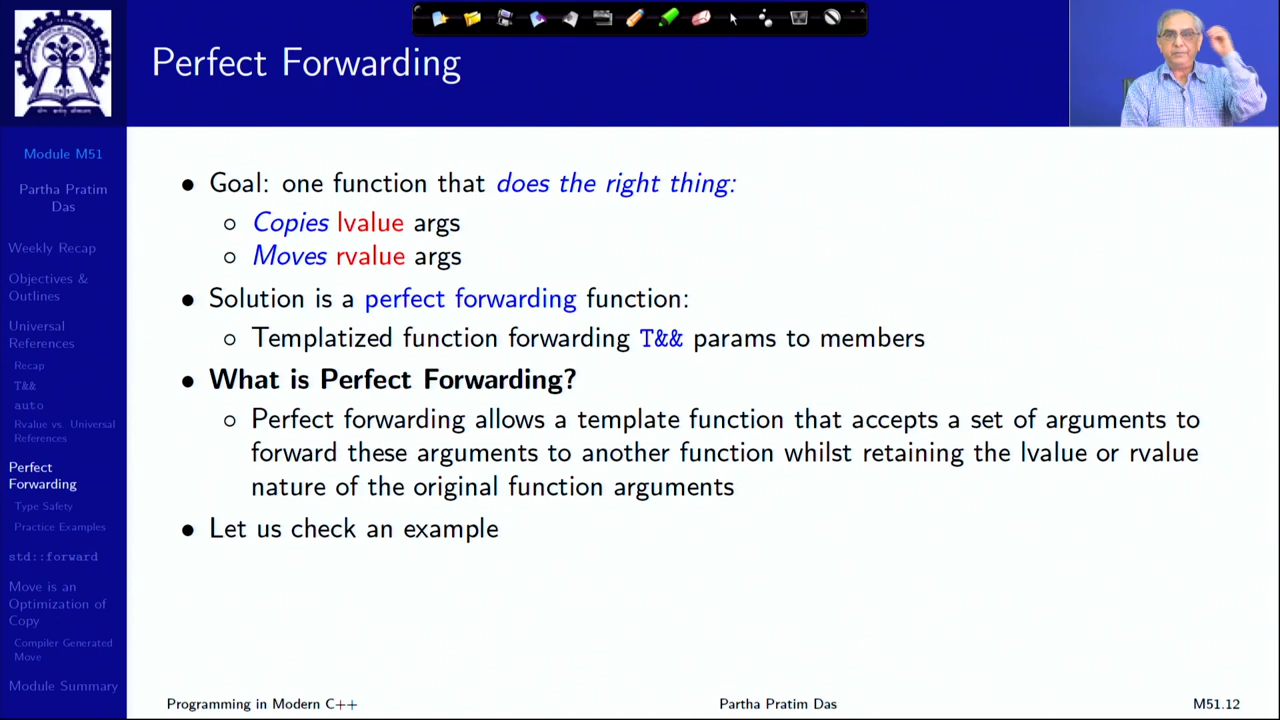 Perfect Forwarding
Module M51
Partha Pratim
Das
Weekly Recap
Objectives &
Outlines
Universal
References
Recap
T&&
auto
Rvalue vs. Universal
References
Perfect
Forwarding
Type Safety
Practice Examples
std::forward
Move is an
Optimization of
Copy
Compiler Generated
Move
Module Summary
• Goal: one function that does the right thing:
◦ Copies lvalue args
◦ Moves rvalue args
• Solution is a perfect forwarding function:
◦ Templatized function forwarding T&& params to members
• What is Perfect Forwarding?
◦ Perfect forwarding allows a template function that accepts a set of arguments to
forward these arguments to another function whilst retaining the lvalue or rvalue
nature of the original function arguments
• Let us check an example
Programming in Modern C++
Partha Pratim Das
M51.12